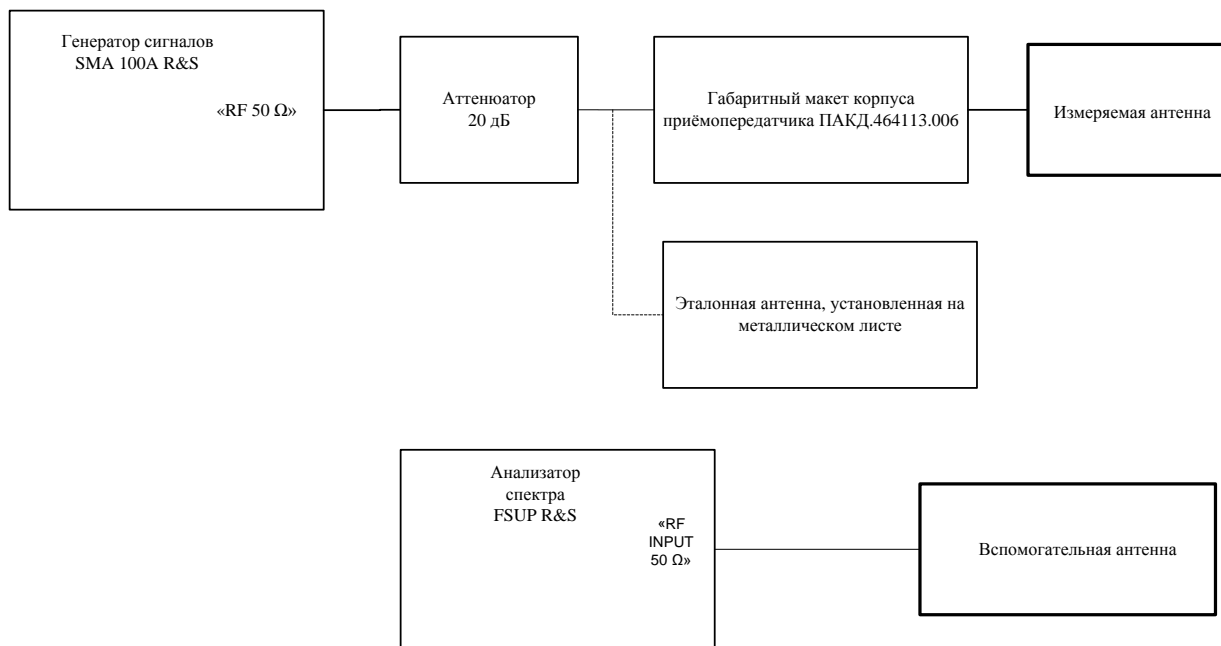 Генератор сигналов
SMA 100A R&S
«RF 50 Ω»
Аттенюатор
20 дБ
Габаритный макет корпуса
приёмопередатчика ПАКД.464113.006
Измеряемая антенна
Эталонная антенна, установленная на
металлическом листе
Анализатор
спектра
FSUP R&S
«RF
INPUT
50 Ω»
Вспомогательная антенна